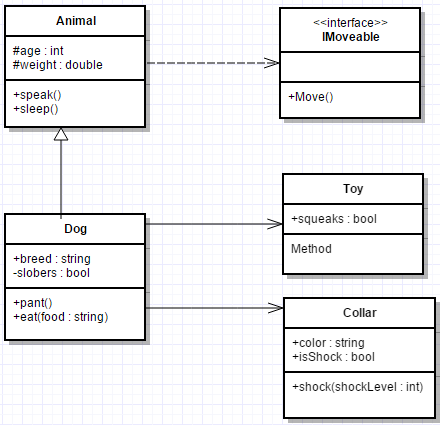 Animal
#age : int
#weight : double
+speak()
+sleep()
<<interface>>
IMoveable
+Move()
Dog
+breed : string
-slobers : bool
+pant()
+eat(food : string)
Toy
+squeaks : bool
Method
Collar
+color : string
+isShock : bool
+shock(shockLevel : int)